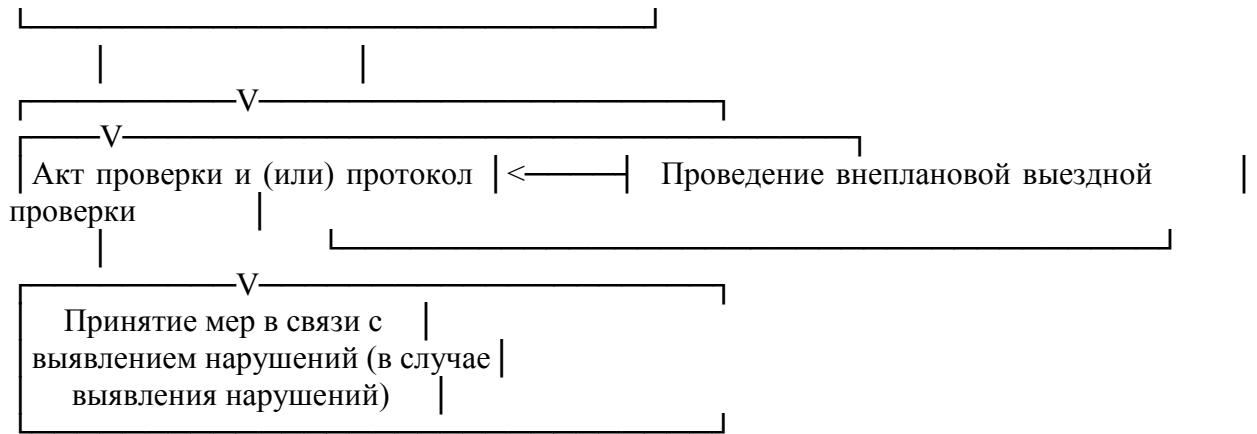 V
V
Акт проверки и (или) протокол < Проведение внеплановой выездной
проверки
V
Принятие мер в связи с
выявлением нарушений (в случае
выявления нарушений)